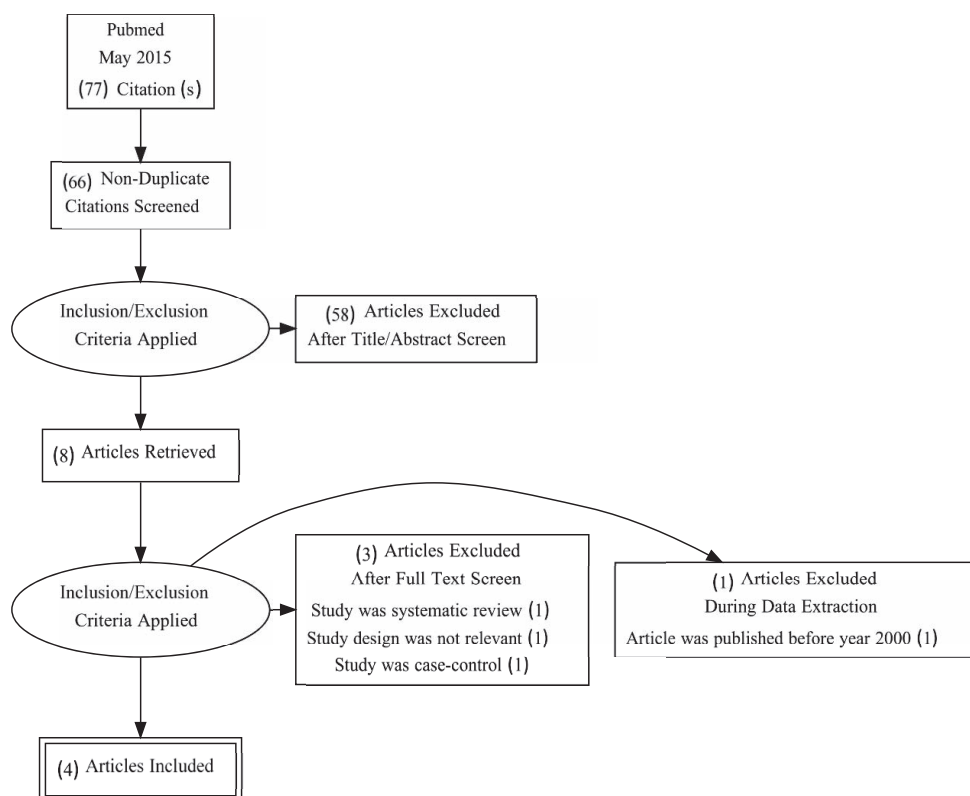 Pubmed
May 2015
(77) Citation (s)
(66) Non-Duplicate
Citations Screened
Inclusion/Exclusion
Criteria Applied
(58) Articles Excluded
After Title/Abstract Screen
(8) Articles Retrieved
Inclusion/Exclusion
Criteria Applied
(3) Articles Excluded
After Full Text Screen
Study was systematic review (1)
Study design was not relevant (1)
Study was case-control (1)
(1) Articles Excluded
During Data Extraction
Article was published before year 2000 (1)
(4) Articles Included